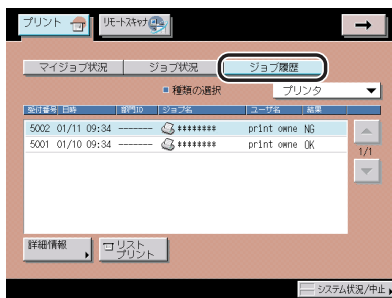 プリント リモートスキャナ
マイジョブ状況 ジョブ状況 ジョブ履歴
■ 種類の選択 プリンタ
受付番号 日時 部門ID ジョブ名 ユーザ名 結果
5002 01/11 09:34 ------- ******** print owne NG
5001 01/10 09:34 ------- ******** print owne OK
1/1
詳細情報 リスト
プリント
システム状況/中止